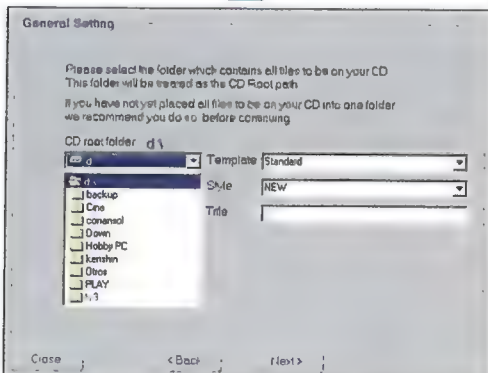 General Setting
Please select the folder which contains all files to be on your CD
This folder will be treated as the CD Root path
If you have not yet placed all files to be on your CD into one folder
we recommend you do so before continuing
CD root folder d:\
d: Template Standard
d:\ Style NEW
backup Title
Cine
conansol
Down
Hobby PC
kenshin
Otros
PLAY
Close < Back Next >